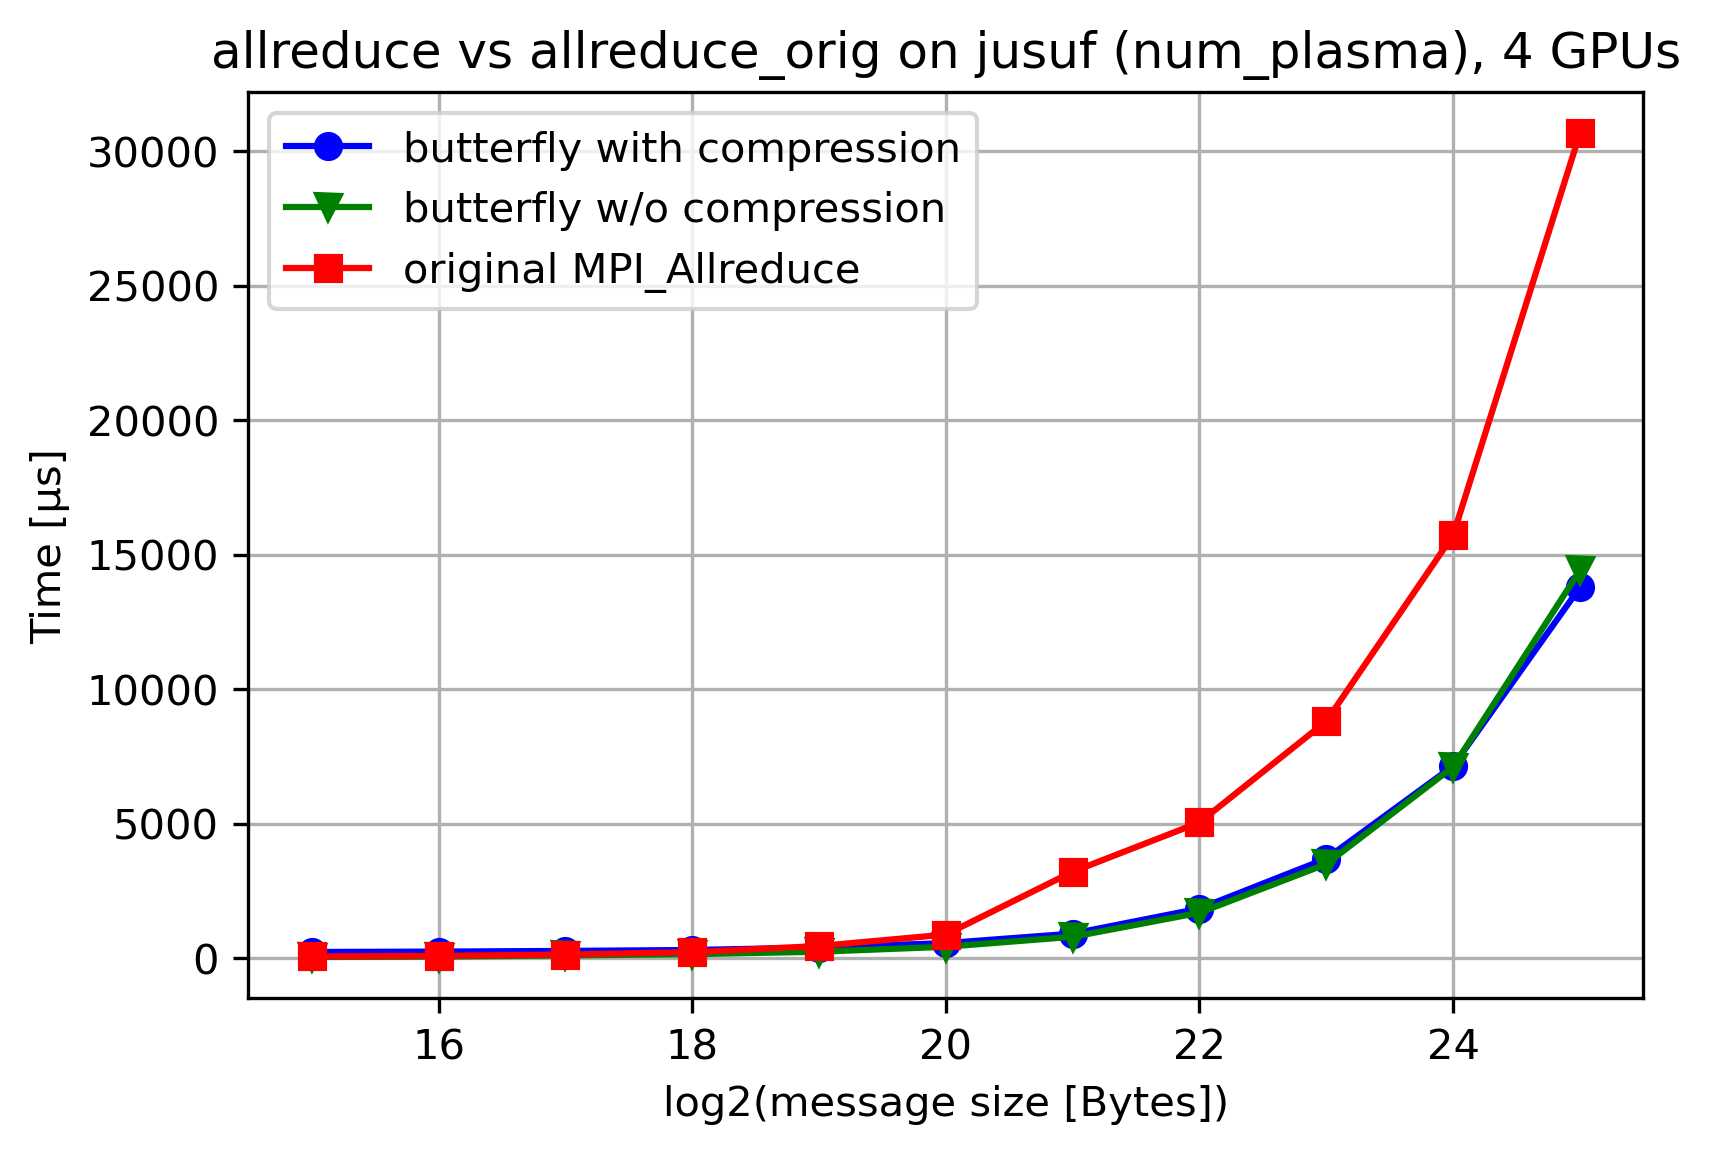 allreduce vs allreduce_orig on jusuf (num_plasma), 4 GPUs
butterfly with compression
butterfly w/o compression
original MPI_Allreduce
30000
25000
20000
15000
10000
5000
0
Time [µs]
16 18 20 22 24
log2(message size [Bytes])